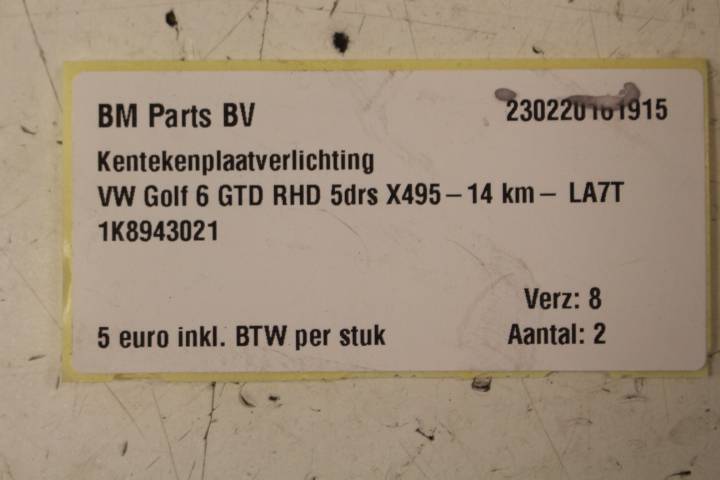 BM Parts BV 230220161915
Kentekenplaatverlichting
VW Golf 6 GTD RHD 5drs X495 – 14 km – LA7T
1K8943021
Verz: 8
5 euro inkl. BTW per stuk Aantal: 2